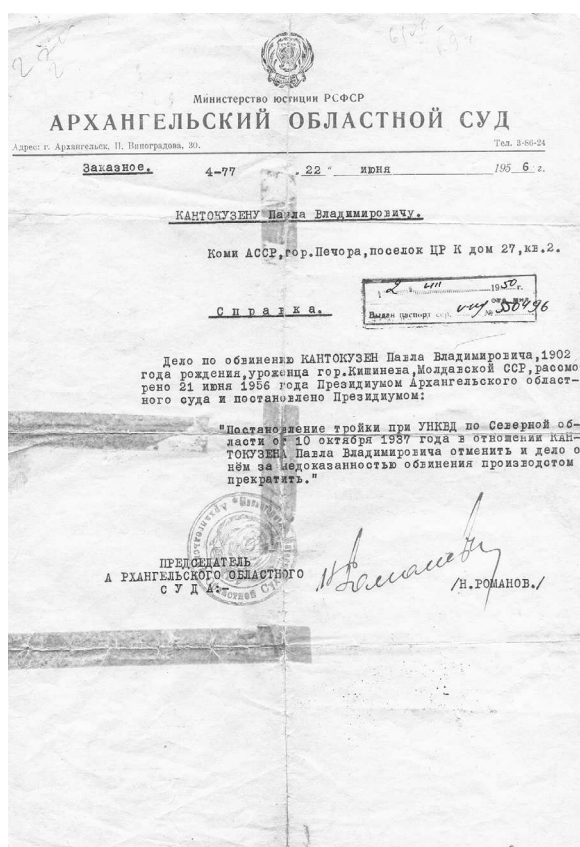 Министерство юстиции РСФСР
АРХАНГЕЛЬСКИЙ ОБЛАСТНОЙ СУД
Адрес: г. Архангельск, П. Виноградова, 30. Тел. 3-86-24
Заказное. 4-77 „ 22 " июня 195 6 г.
КАНТОКУЗЕНУ Павла Владимировичу.
Коми АССР,гор.Печора,поселок ЦР К дом 27,кв.2.
Справка.
Выдан паспорт сер. № 556496
Дело по обвинению КАНТОКУЗЕН Павла Владимировича,1902
года рождения,уроженца гор.Кишинева,Молдавской ССР,рассмо
рено 21 июня 1956 года Президиумом Архангельского област-
ного суда и постановлено Президиумом:
"Постановление тройки при УНКВД по Северной об-
ласти от 10 октября 1937 года в отношении КАН-
ТОКУЗЕНА Павла Владимировича отменить и дело о
нём за недоказанностью обвинения производстом
прекратить."
ПРЕДСЕДАТЕЛЬ
А РХАНГЕЛЬСКОГО ОБЛАСТНОГО
СУДА:-
/Н.РОМАНОВ./